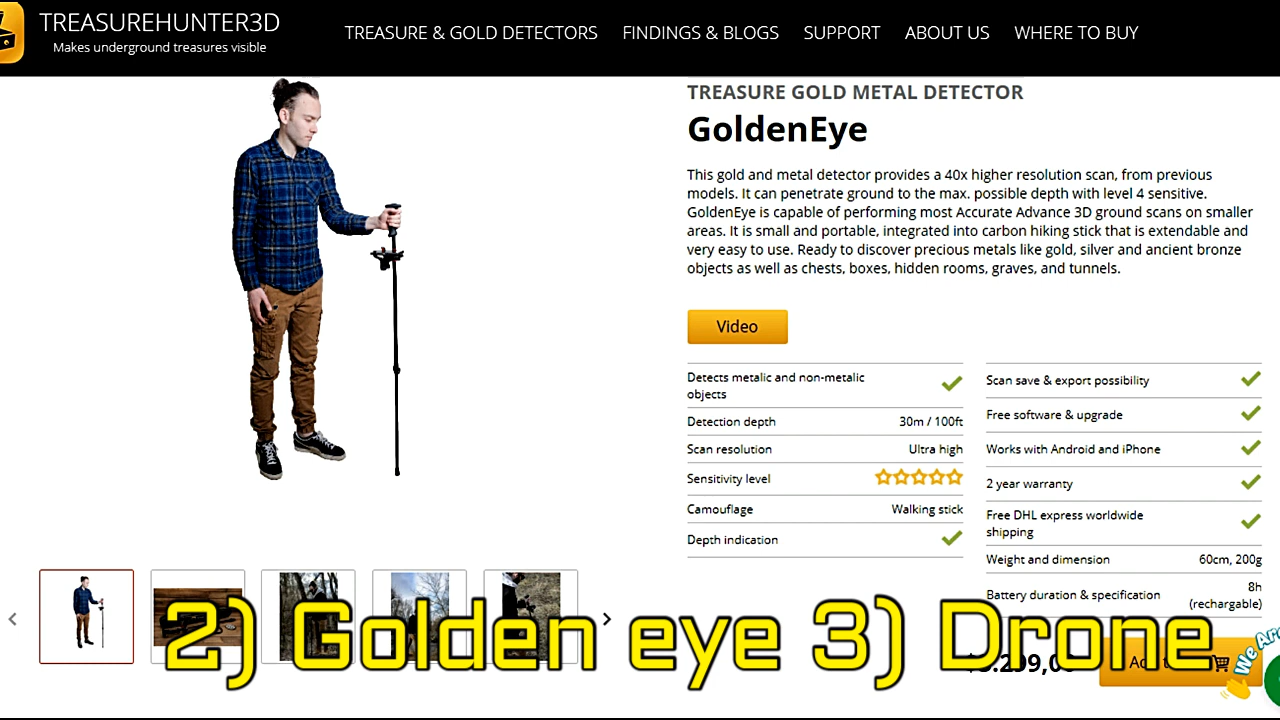 TREASUREHUNTER3D
Makes underground treasures visible
TREASURE & GOLD DETECTORS
FINDINGS & BLOGS
SUPPORT
ABOUT US
WHERE TO BUY
TREASURE GOLD METAL DETECTOR
GoldenEye
This gold and metal detector provides a 40x higher resolution scan, from previous
models. It can penetrate ground to the max. possible depth with level 4 sensitive.
GoldenEye is capable of performing most Accurate Advance 3D ground scans on smaller
areas. It is small and portable, integrated into carbon hiking stick that is extendable and
very easy to use. Ready to discover precious metals like gold, silver and ancient bronze
objects as well as chests, boxes, hidden rooms, graves, and tunnels.
Video
Detects metalic and non-metalic
objects
Detection depth 30m / 100ft
Scan resolution Ultra high
Sensitivity level
Camouflage Walking stick
Depth indication
Scan save & export possibility
Free software & upgrade
Works with Android and iPhone
2 year warranty
Free DHL express worldwide
shipping
Weight and dimension 60cm, 200g
Battery duration & specification 8h
(rechargable)
2) Golden eye 3) Drone
We Are